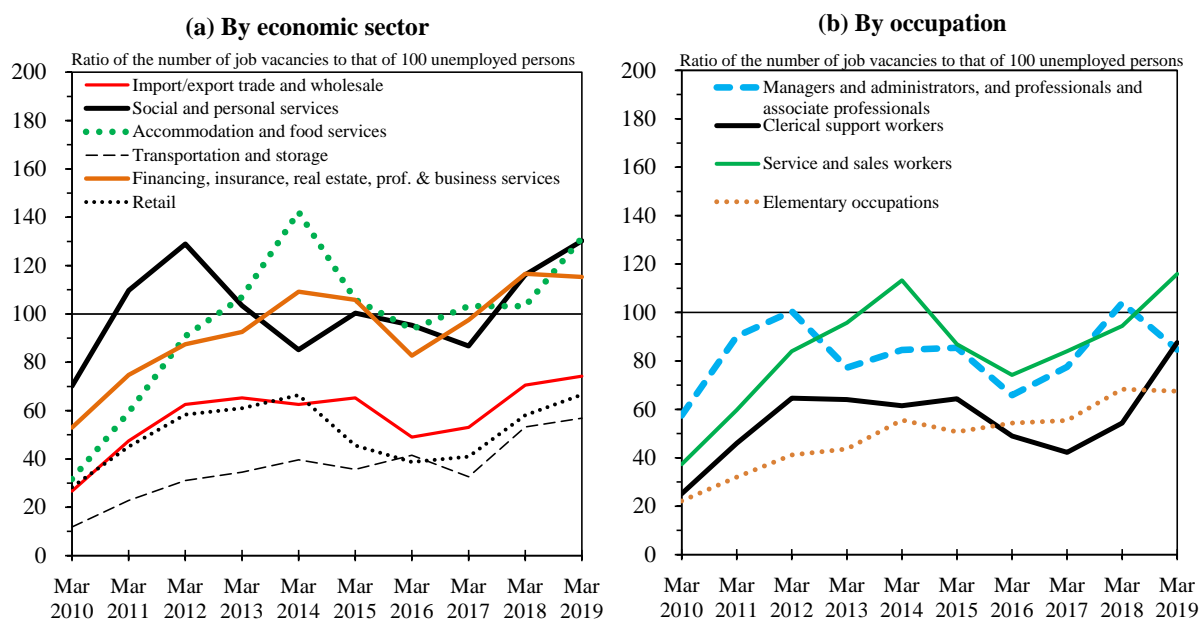 (a) By economic sector
Ratio of the number of job vacancies to that of 100 unemployed persons
200
180
160
140
120
100
80
60
40
20
0
Import/export trade and wholesale
Social and personal services
Accommodation and food services
Transportation and storage
Financing, insurance, real estate, prof. & business services
Retail
Mar Mar Mar Mar Mar Mar Mar Mar Mar Mar
2010 2011 2012 2013 2014 2015 2016 2017 2018 2019
(b) By occupation
Ratio of the number of job vacancies to that of 100 unemployed persons
200
180
160
140
120
100
80
60
40
20
0
Managers and administrators, and professionals and
associate professionals
Clerical support workers
Service and sales workers
Elementary occupations
Mar Mar Mar Mar Mar Mar Mar Mar Mar Mar
2010 2011 2012 2013 2014 2015 2016 2017 2018 2019